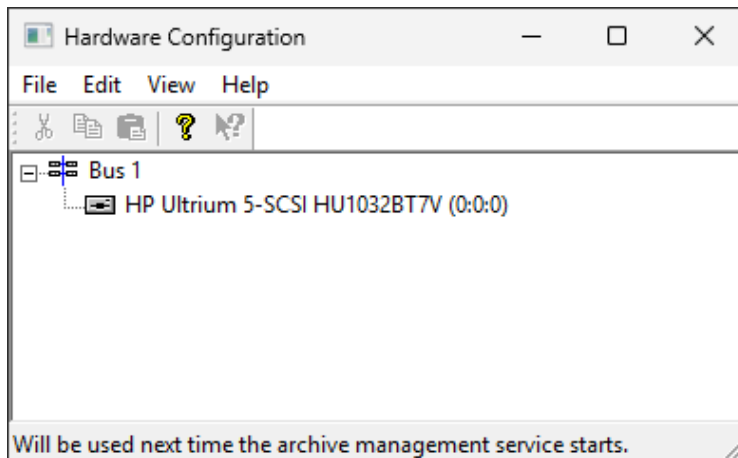 Hardware Configuration
File Edit View Help
Bus 1
HP Ultrium 5-SCSI HU1032BT7V (0:0:0)
Will be used next time the archive management service starts.